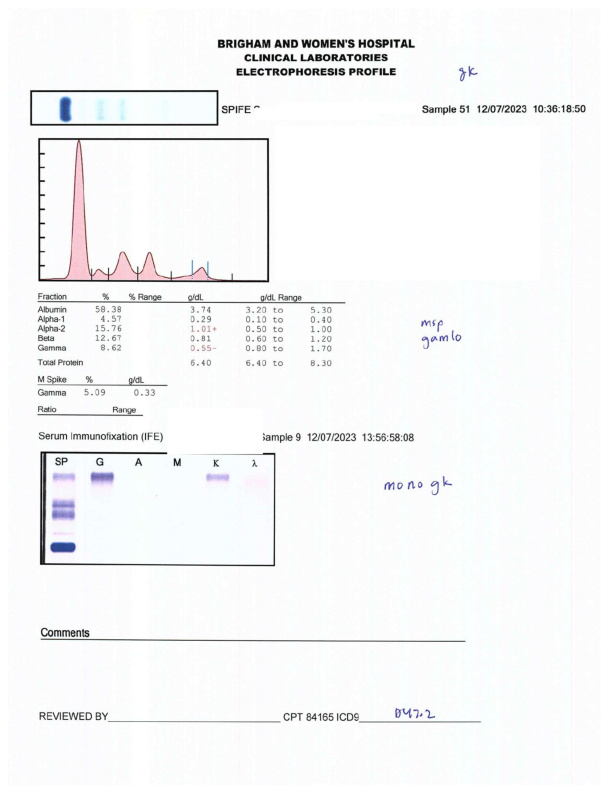 BRIGHAM AND WOMEN'S HOSPITAL
CLINICAL LABORATORIES
ELECTROPHORESIS PROFILE
gk
SPIFE
Sample 51 12/07/2023 10:36:18:50
Fraction % % Range g/dL g/dL Range
Albumin 58.38 3.74 3.20 to 5.30
Alpha-1 4.57 0.29 0.10 to 0.40
Alpha-2 15.76 1.01+ 0.50 to 1.00
Beta 12.67 0.81 0.60 to 1.20
Gamma 8.62 0.55- 0.80 to 1.70
Total Protein 6.40 6.40 to 8.30
msp
gamlo
M Spike % g/dL
Gamma 5.09 0.33
Ratio Range
Serum Immunofixation (IFE) Sample 9 12/07/2023 13:56:58:08
SP G A M K λ
mono gk
Comments
REVIEWED BY CPT 84165 ICD9 D47.2